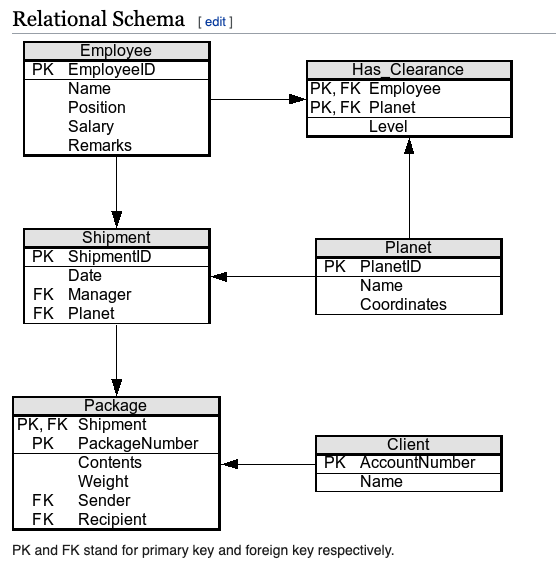 Relational Schema [ edit ]
Employee
PK EmployeeID
Name
Position
Salary
Remarks
Has_Clearance
PK, FK Employee
PK, FK Planet
Level
Shipment
PK ShipmentID
Date
FK Manager
FK Planet
Planet
PK PlanetID
Name
Coordinates
Package
PK, FK Shipment
PK PackageNumber
Contents
Weight
FK Sender
FK Recipient
Client
PK AccountNumber
Name
PK and FK stand for primary key and foreign key respectively.